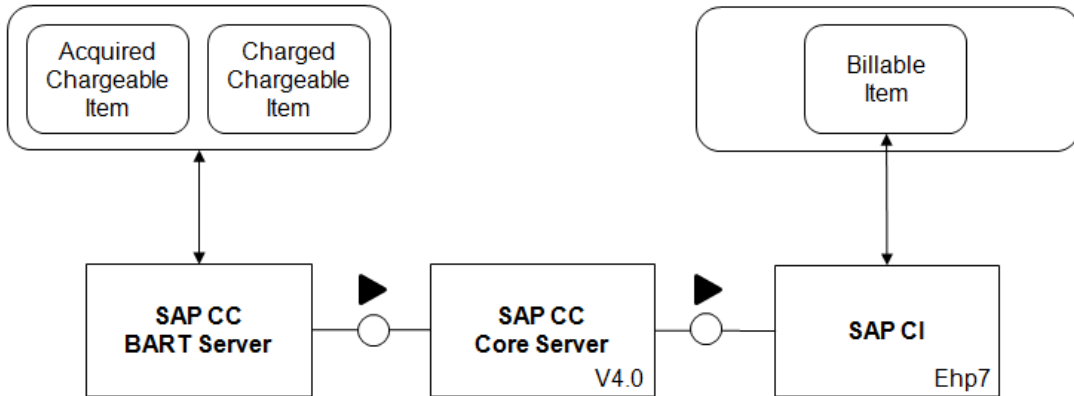 Acquired
Chargeable
Item
Charged
Chargeable
Item
Billable
Item
SAP CC
BART Server
SAP CC
Core Server
V4.0
SAP CI
Ehp7